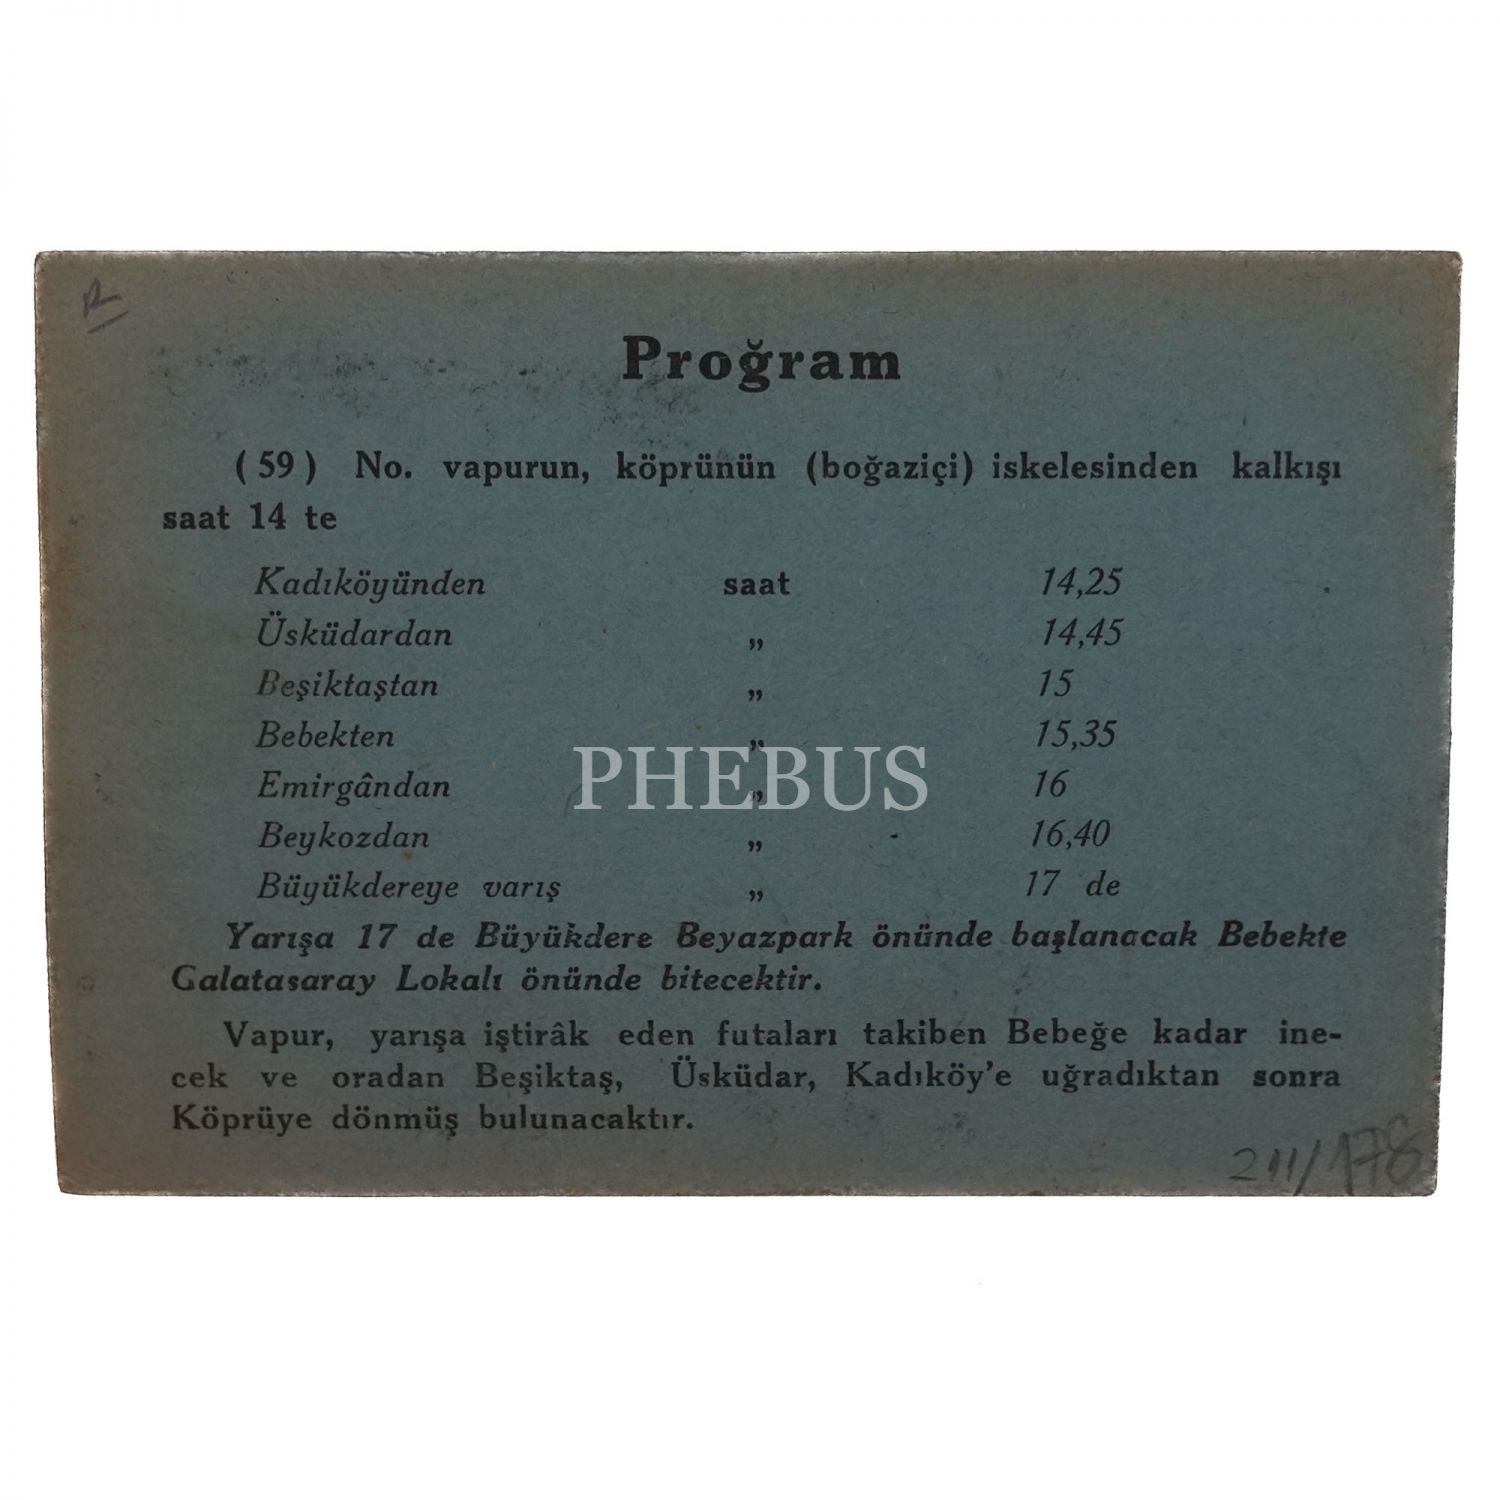 Proğram
( 59 ) No. vapurun, köprünün (boğaziçi) iskelesinden kalkışı
saat 14 te
Kadıköyünden saat 14,25
Üsküdardan „ 14,45
Beşiktaştan „ 15
Bebekten „ 15,35
Emirgândan „ 16
Beykozdan „ 16,40
Büyükdereye varış „ 17 de
PHEBUS
Yarışa 17 de Büyükdere Beyazpark önünde başlanacak Bebekte
Galatasaray Lokalı önünde bitecektir.
Vapur, yarışa iştirâk eden futaları takiben Bebeğe kadar ine-
cek ve oradan Beşiktaş, Üsküdar, Kadıköy'e uğradıktan sonra
Köprüye dönmüş bulunacaktır.
211/178